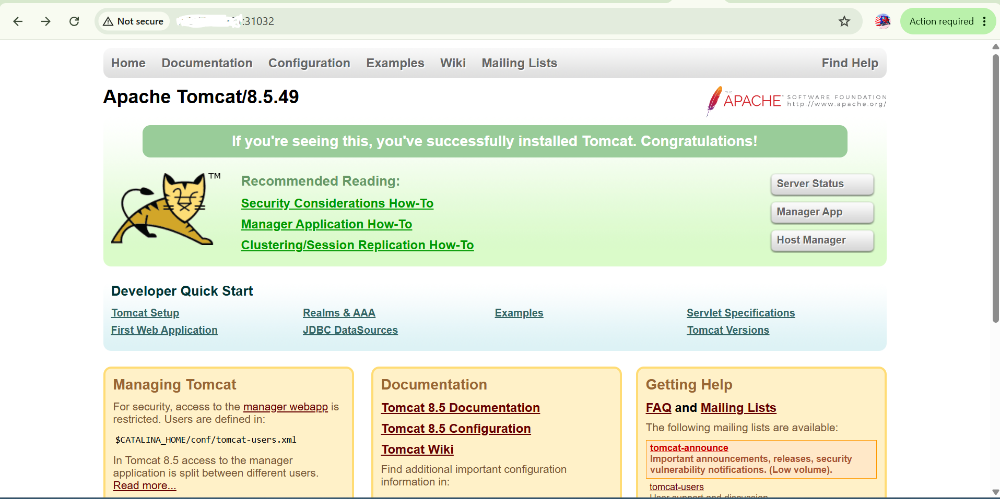 Not secure
:31032
Action required
Home Documentation Configuration Examples Wiki Mailing Lists Find Help
Apache Tomcat/8.5.49
THE APACHE® SOFTWARE FOUNDATION
http://www.apache.org/
If you're seeing this, you've successfully installed Tomcat. Congratulations!
TM
Recommended Reading:
Security Considerations How-To
Manager Application How-To
Clustering/Session Replication How-To
Server Status
Manager App
Host Manager
Developer Quick Start
Tomcat Setup
First Web Application
Realms & AAA
JDBC DataSources
Examples
Servlet Specifications
Tomcat Versions
Managing Tomcat
For security, access to the manager webapp is
restricted. Users are defined in:
$CATALINA_HOME/conf/tomcat-users.xml
In Tomcat 8.5 access to the manager
application is split between different users.
Read more...
Documentation
Tomcat 8.5 Documentation
Tomcat 8.5 Configuration
Tomcat Wiki
Find additional important configuration
information in:
Getting Help
FAQ and Mailing Lists
The following mailing lists are available:
tomcat-announce
Important announcements, releases, security
vulnerability notifications. (Low volume).
tomcat-users
User support and discussion